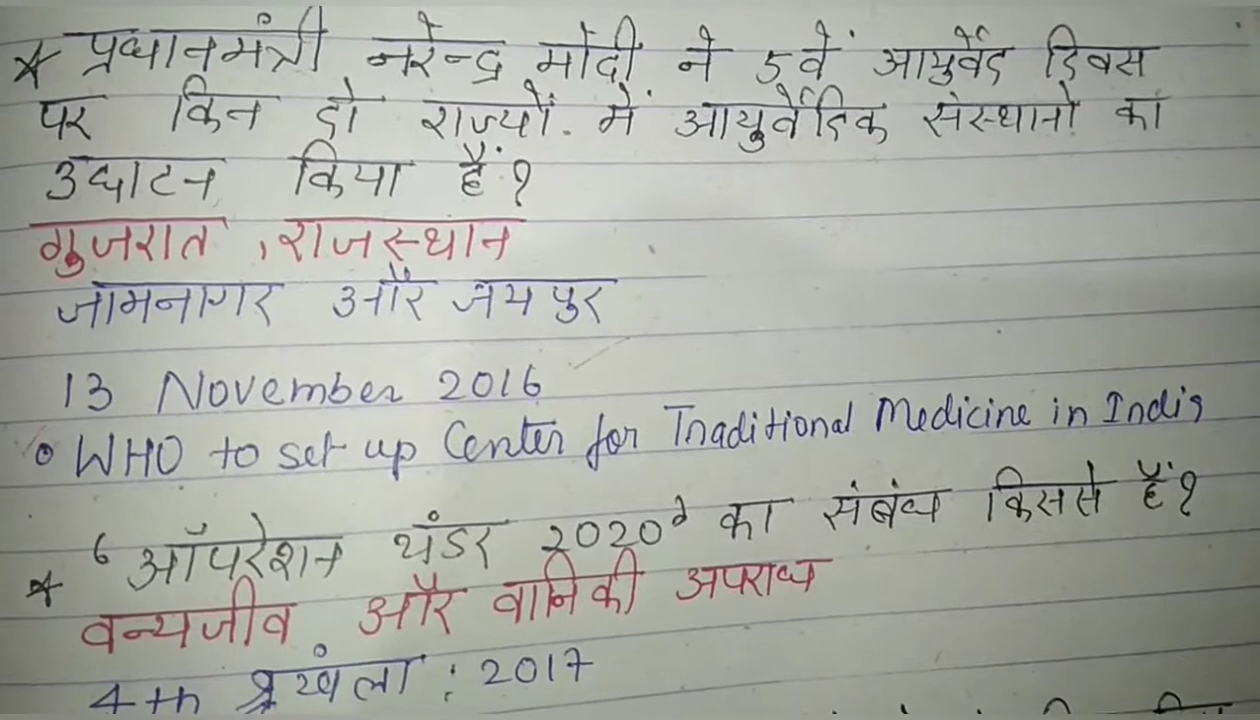 * प्रधानमंत्री नरेन्द्र मोदी ने 5वें आयुर्वेद दिवस
पर किन दो राज्यों में आयुर्वेदिक संस्थानो का
उद्घाटन किया हैं?
गुजरात , राजस्थान
जामनागर और जयपुर
13 November 2016
o WHO to set up Center for Traditional Medicine in India
* ‘ऑपरेशन थंडर 2020’ का संबंध किससे हैं?
वन्यजीव और वानिकी अपराध
4th श्रृखंला : 2017